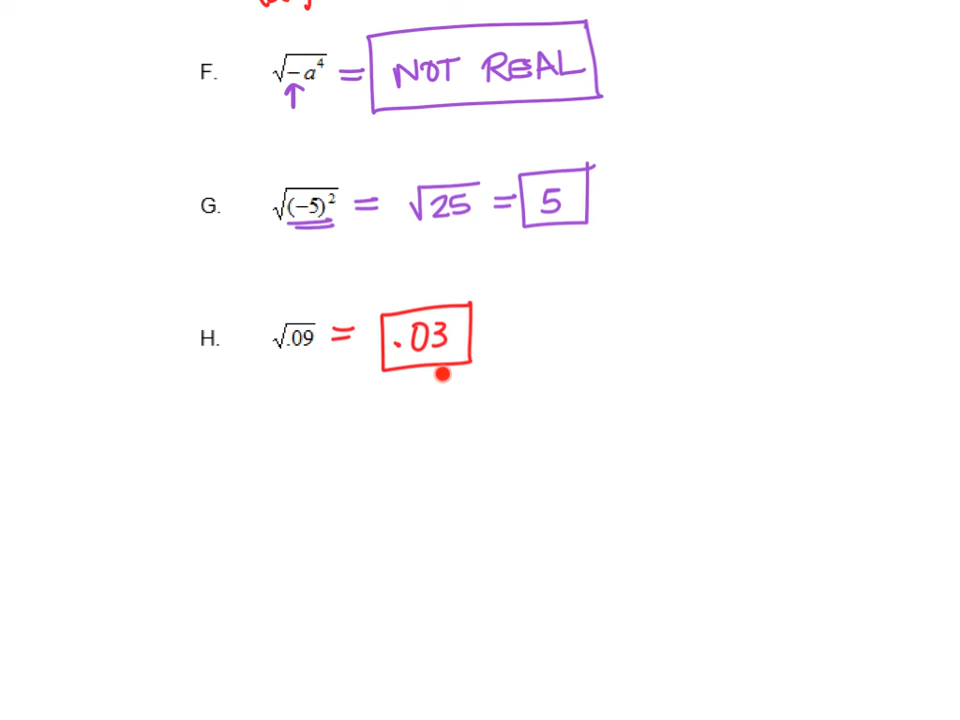 F. √-a⁴ = NOT REAL
G. √(-5)² = √25 = 5
H. √.09 = .03